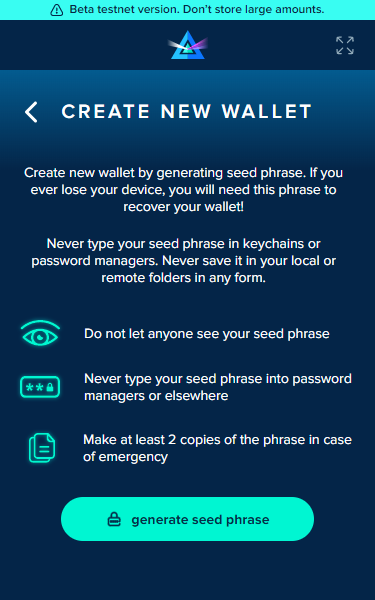 Beta testnet version. Don't store large amounts.
CREATE NEW WALLET
Create new wallet by generating seed phrase. If you
ever lose your device, you will need this phrase to
recover your wallet!
Never type your seed phrase in keychains or
password managers. Never save it in your local or
remote folders in any form.
Do not let anyone see your seed phrase
Never type your seed phrase into password
managers or elsewhere
Make at least 2 copies of the phrase in case
of emergency
generate seed phrase